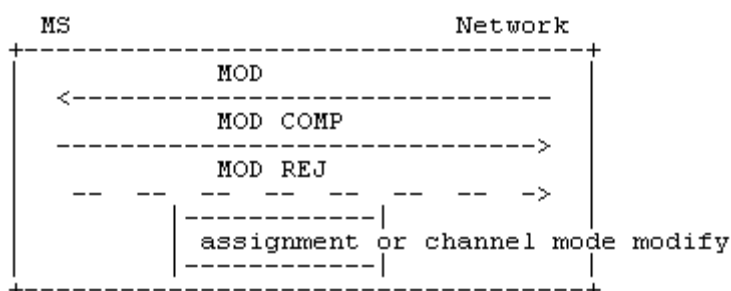 MS Network
MOD
MOD COMP
MOD REJ
assignment or channel mode modify